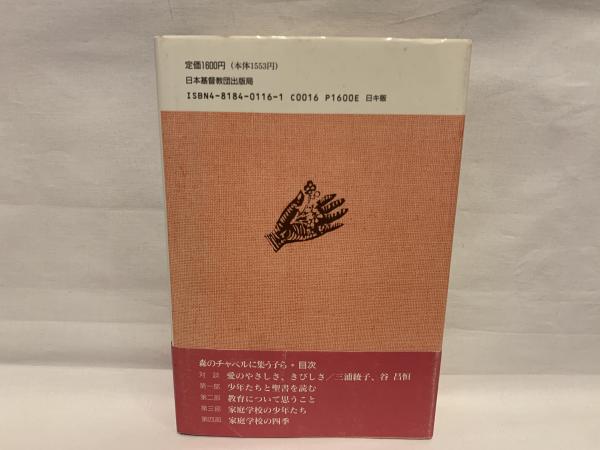 定価1600円(本体1553円)
日本基督教団出版局
ISBN4-8184-0116-1 C0016 P1600E 日キ販
森のチャペルに集う子ら・目次
対談 愛のやさしさ、きびしさ/三浦綾子、谷 昌恒
第一部 少年たちと聖書を読む
第二部 教育について思うこと
第三部 家庭学校の少年たち
第四部 家庭学校の四季